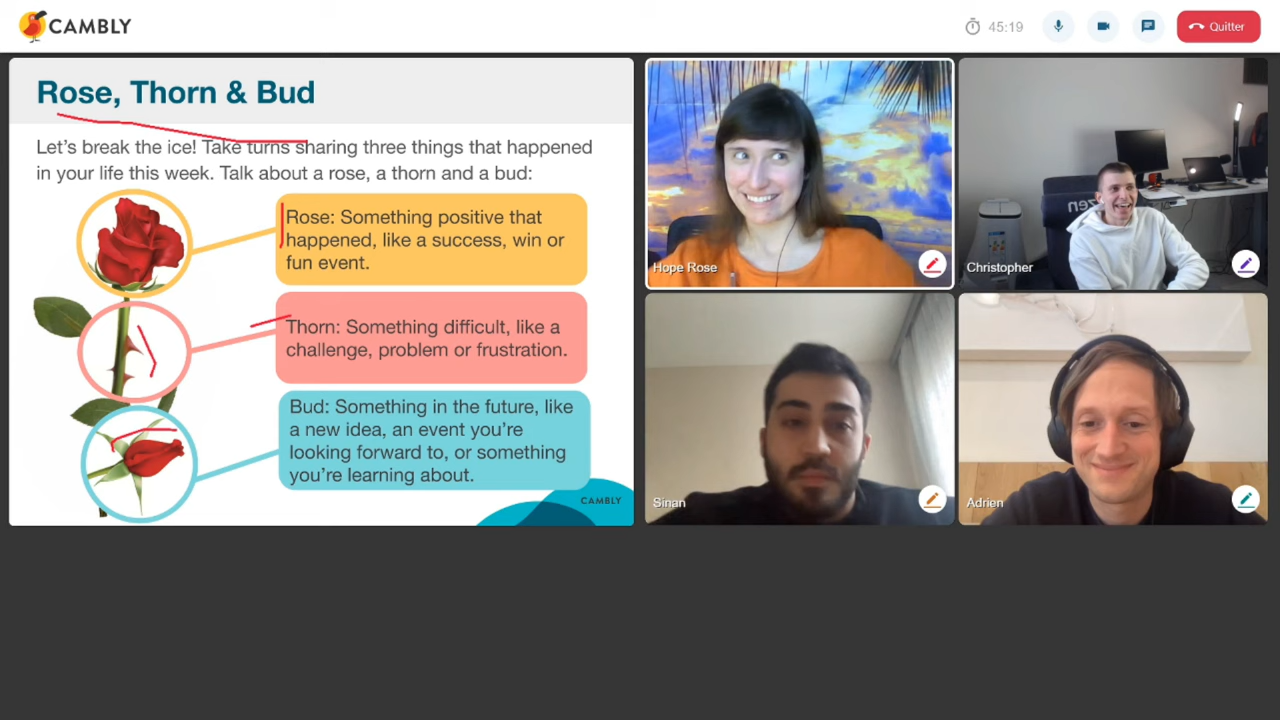 CAMBLY
45:19
Quitter
Rose, Thorn & Bud
Let's break the ice! Take turns sharing three things that happened
in your life this week. Talk about a rose, a thorn and a bud:
Rose: Something positive that
happened, like a success, win or
fun event.
Thorn: Something difficult, like a
challenge, problem or frustration.
Bud: Something in the future, like
a new idea, an event you're
looking forward to, or something
you're learning about.
CAMBLY
Hope Rose
Christopher
Sinan
Adrien